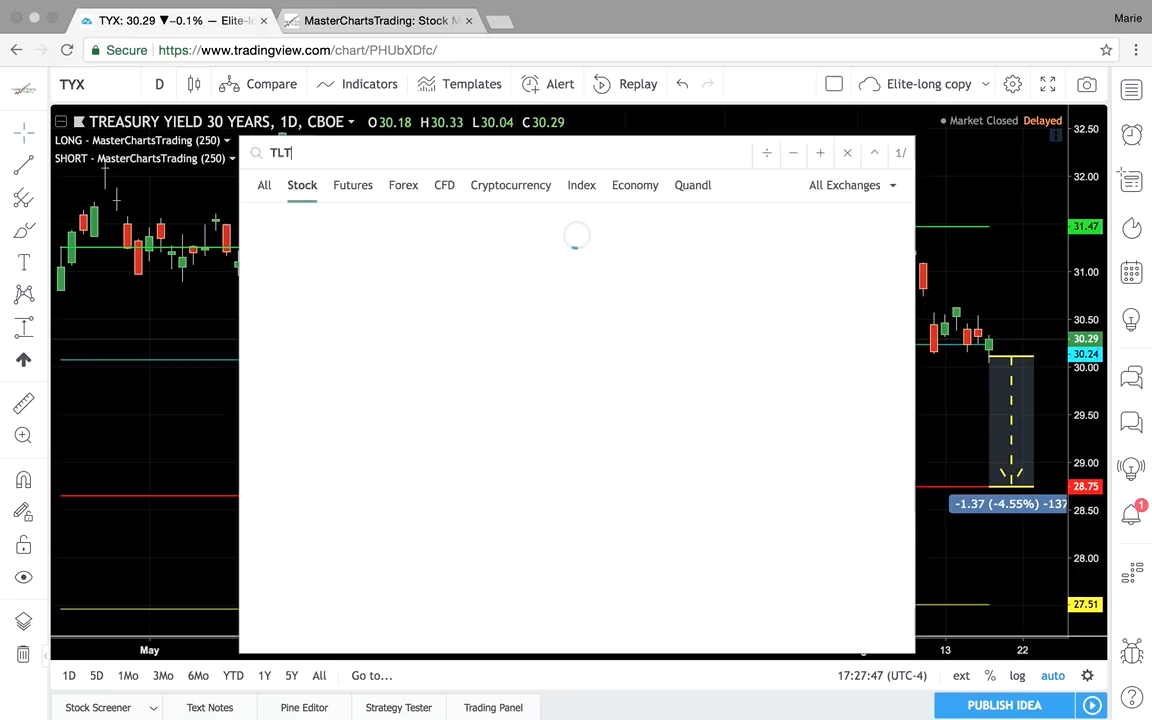 TYX: 30.29 ▼−0.1% — Elite-lo
MasterChartsTrading: Stock M
Marie
Secure https://www.tradingview.com/chart/PHUbXDfc/
TYX D Compare Indicators Templates Alert Replay Elite-long copy
TREASURY YIELD 30 YEARS, 1D, CBOE O30.18 H30.33 L30.04 C30.29
Market Closed Delayed
LONG - MasterChartsTrading (250)
SHORT - MasterChartsTrading (250)
TLT
÷ − + × ^ 1/
All Stock Futures Forex CFD Cryptocurrency Index Economy Quandl All Exchanges
32.50
32.00
31.47
31.00
30.50
30.29
30.24
30.00
29.50
29.00
28.75
28.50
28.00
27.51
-1.37 (-4.55%) -137
1
May 13 22
1D 5D 1Mo 3Mo 6Mo YTD 1Y 5Y All Go to... 17:27:47 (UTC-4) ext % log auto
Stock Screener Text Notes Pine Editor Strategy Tester Trading Panel PUBLISH IDEA